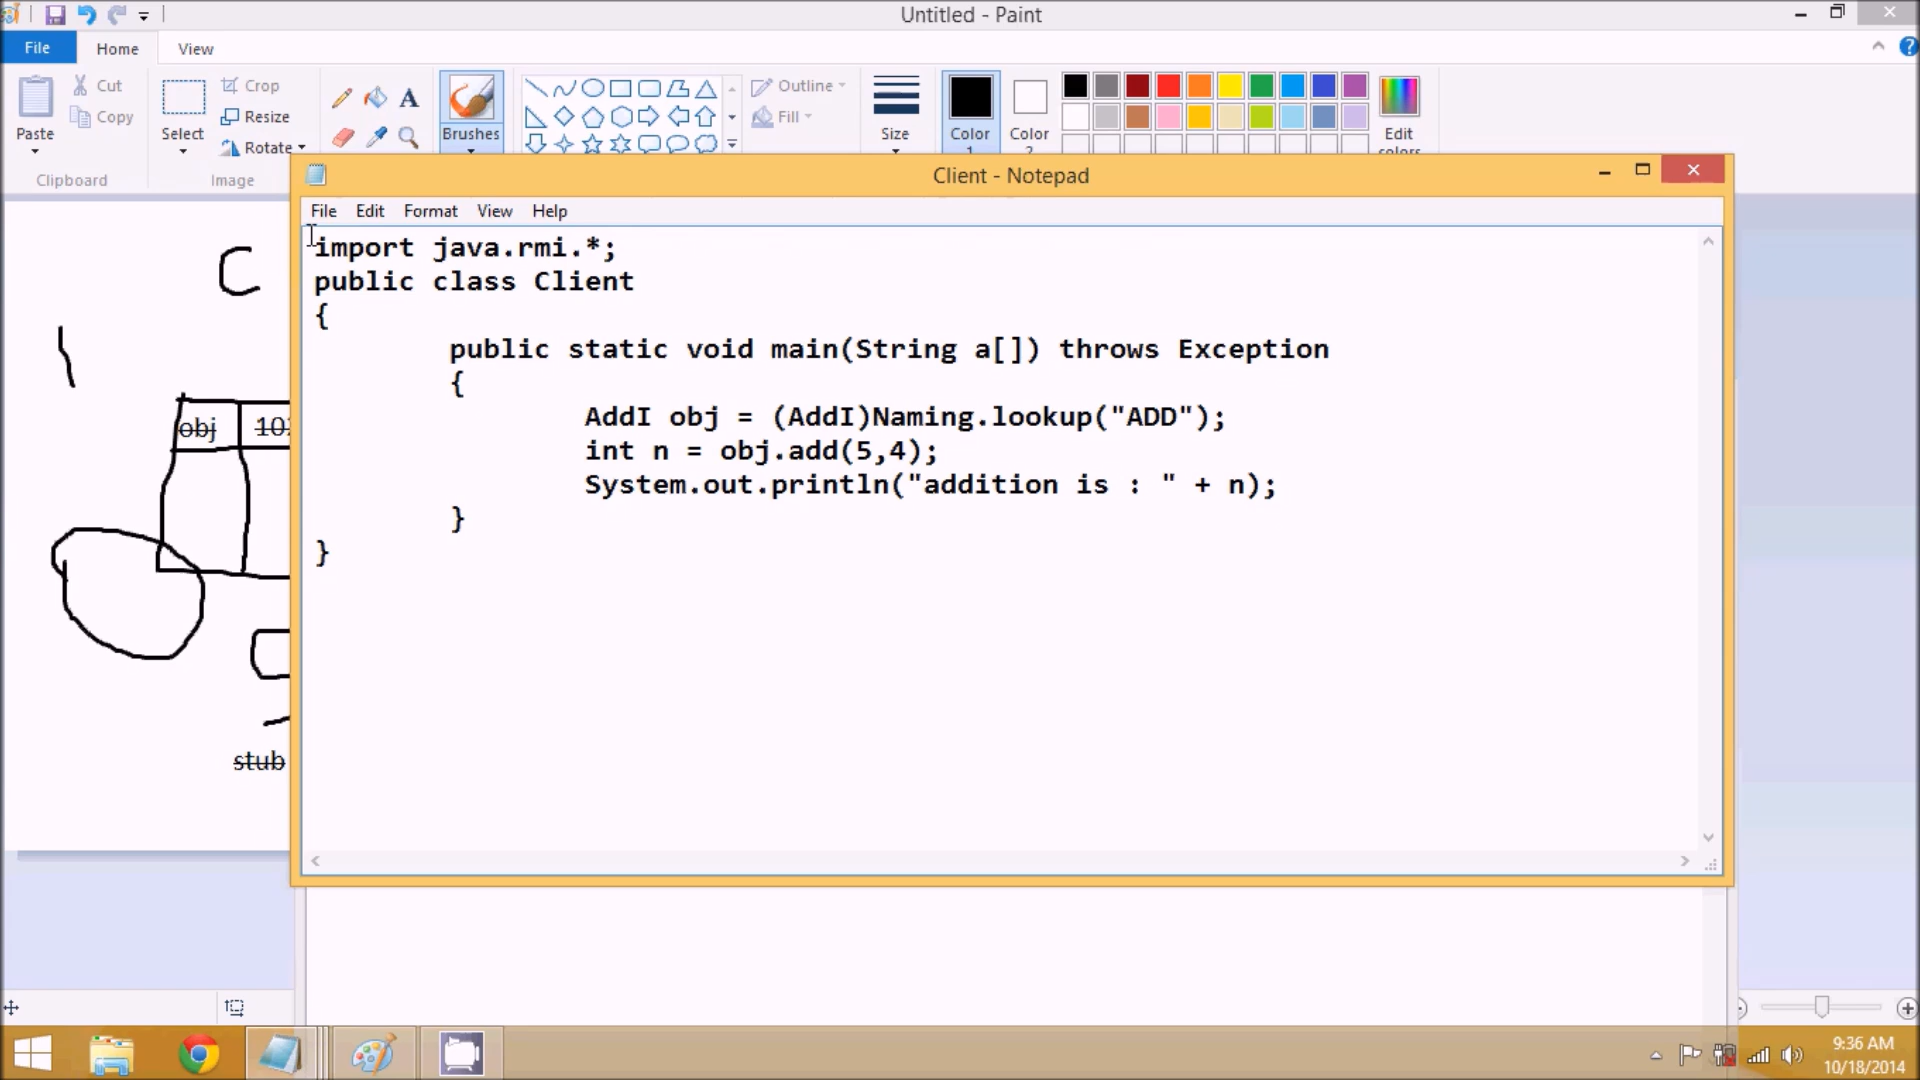 Untitled - Paint
File Home View
Paste
Cut
Copy
Clipboard
Select
Crop
Resize
Rotate
Image
A
Brushes
Outline
Fill
Size
Color
Color
Edit
Client - Notepad
File Edit Format View Help
import java.rmi.*;
public class Client
{
public static void main(String a[]) throws Exception
{
AddI obj = (AddI)Naming.lookup("ADD");
int n = obj.add(5,4);
System.out.println("addition is : " + n);
}
}
C
obj
stub
9:36 AM
10/18/2014